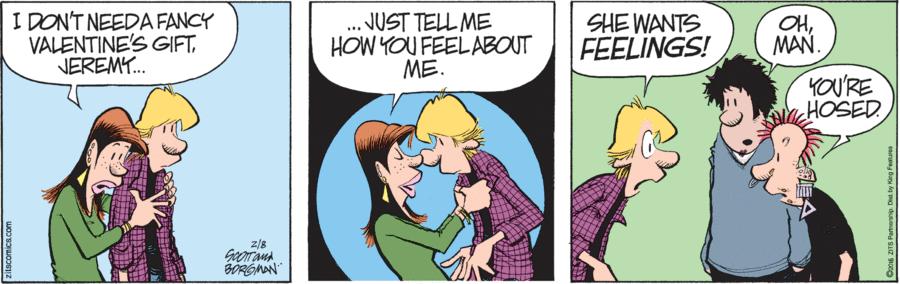 I DON'T NEED A FANCY
VALENTINE'S GIFT,
JEREMY...
zitscomics.com
2/8
SCOTT AND
BORGMAN
...JUST TELL ME
HOW YOU FEEL ABOUT
ME.
SHE WANTS
FEELINGS!
OH,
MAN.
YOU'RE
HOSED.
©2016 ZITS Partnership. Dist. by King Features